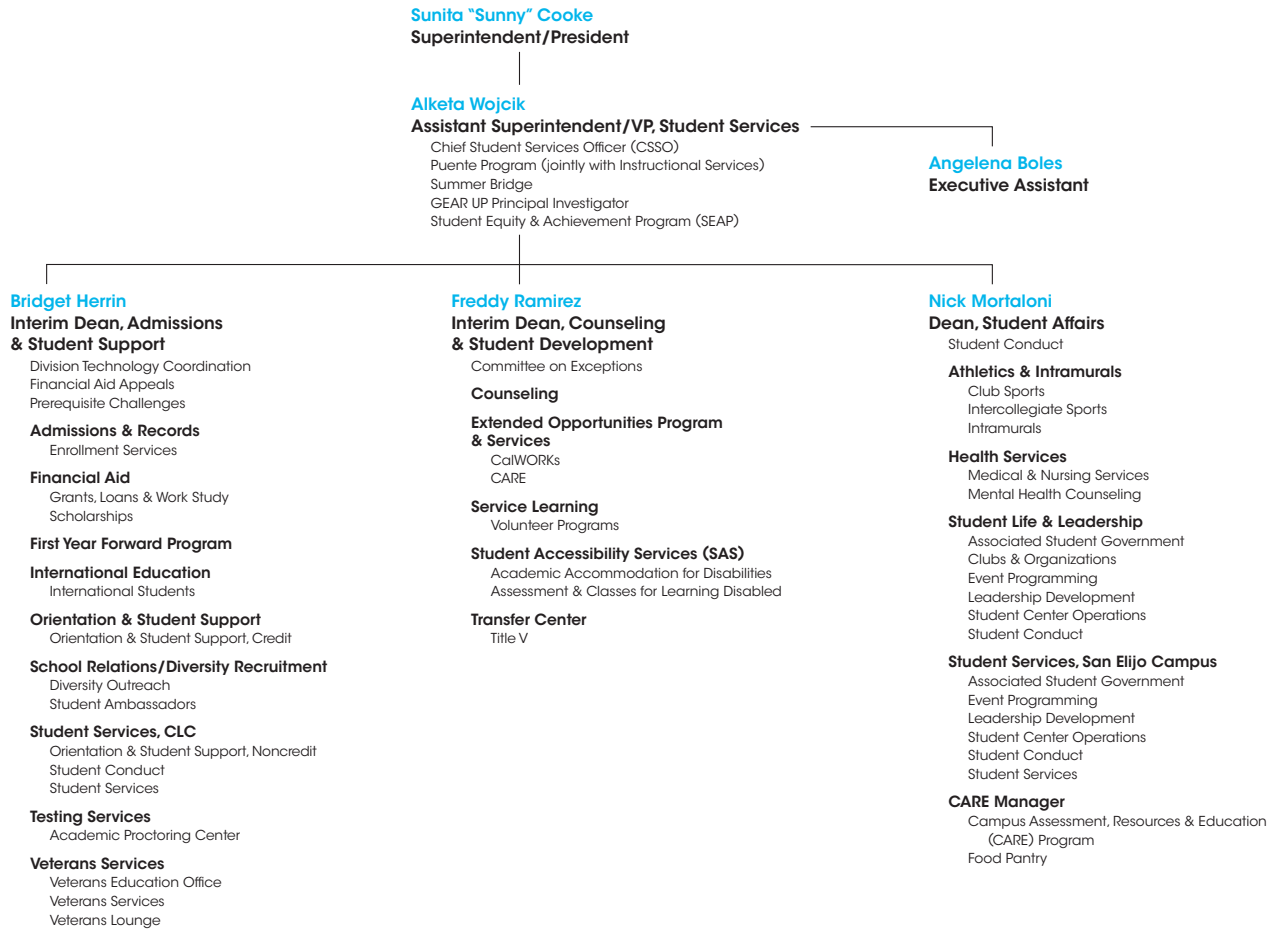 Sunita “Sunny” Cooke
Superintendent/President
Alketa Wojcik
Assistant Superintendent/VP, Student Services
Chief Student Services Officer (CSSO)
Puente Program (jointly with Instructional Services)
Summer Bridge
GEAR UP Principal Investigator
Student Equity & Achievement Program (SEAP)
Angelena Boles
Executive Assistant
Bridget Herrin
Interim Dean, Admissions
& Student Support
Division Technology Coordination
Financial Aid Appeals
Prerequisite Challenges
Admissions & Records
Enrollment Services
Financial Aid
Grants, Loans & Work Study
Scholarships
First Year Forward Program
International Education
International Students
Orientation & Student Support
Orientation & Student Support, Credit
School Relations/Diversity Recruitment
Diversity Outreach
Student Ambassadors
Student Services, CLC
Orientation & Student Support, Noncredit
Student Conduct
Student Services
Testing Services
Academic Proctoring Center
Veterans Services
Veterans Education Office
Veterans Services
Veterans Lounge
Freddy Ramirez
Interim Dean, Counseling
& Student Development
Committee on Exceptions
Counseling
Extended Opportunities Program
& Services
CalWORKs
CARE
Service Learning
Volunteer Programs
Student Accessibility Services (SAS)
Academic Accommodation for Disabilities
Assessment & Classes for Learning Disabled
Transfer Center
Title V
Nick Mortaloni
Dean, Student Affairs
Student Conduct
Athletics & Intramurals
Club Sports
Intercollegiate Sports
Intramurals
Health Services
Medical & Nursing Services
Mental Health Counseling
Student Life & Leadership
Associated Student Government
Clubs & Organizations
Event Programming
Leadership Development
Student Center Operations
Student Conduct
Student Services, San Elijo Campus
Associated Student Government
Event Programming
Leadership Development
Student Center Operations
Student Conduct
Student Services
CARE Manager
Campus Assessment, Resources & Education
(CARE) Program
Food Pantry